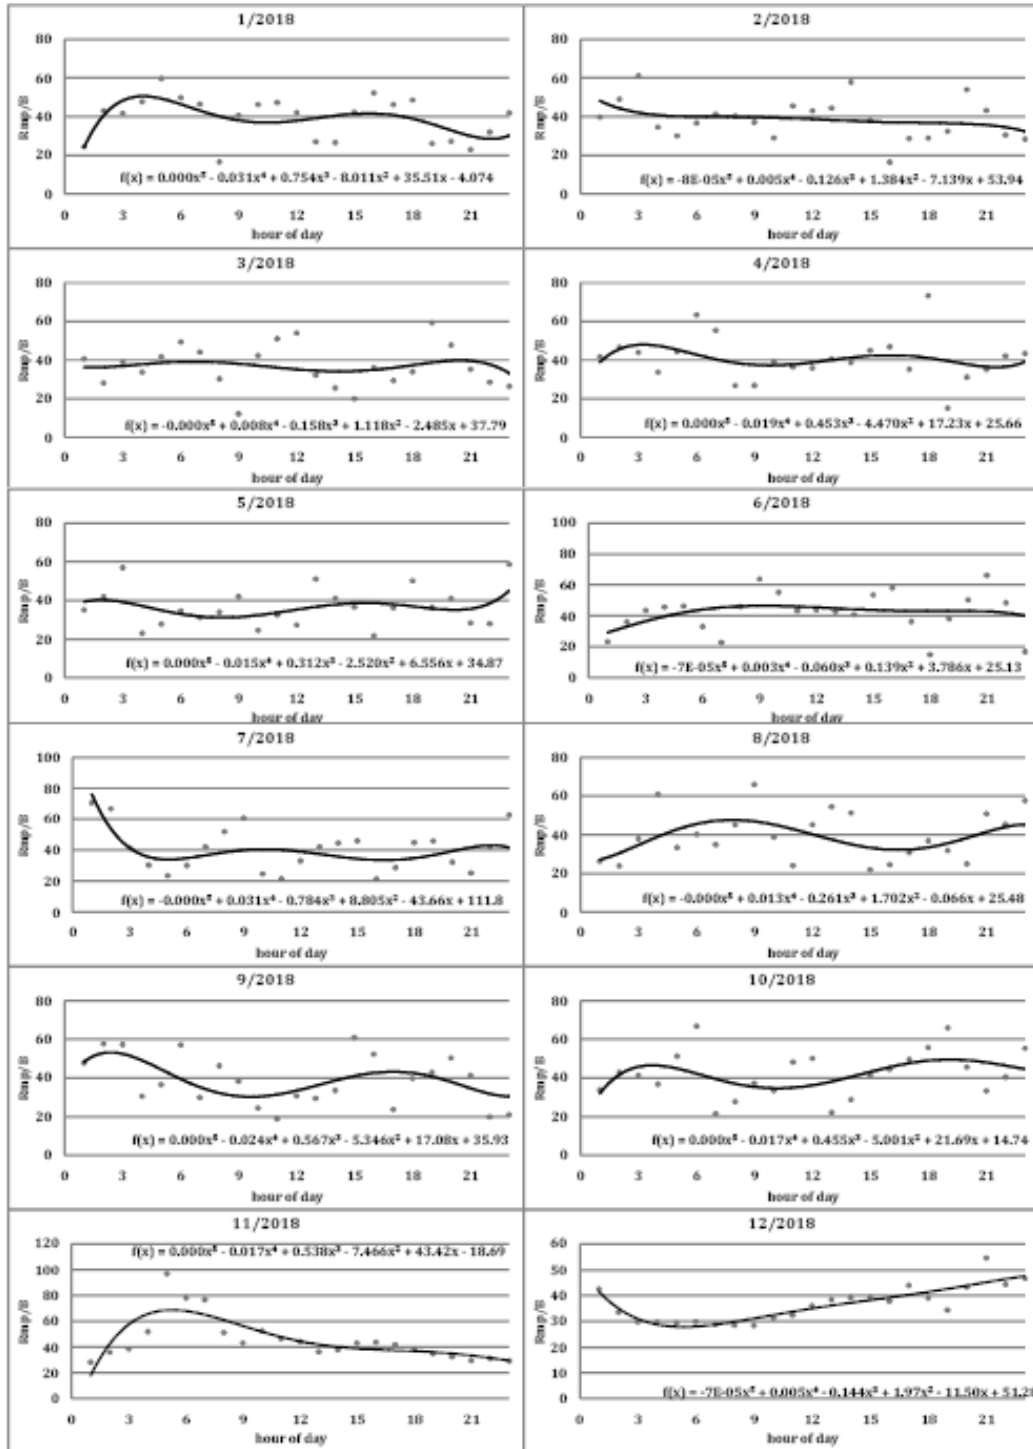 1/2018
80
60
40
20
0
Rmp/B
f(x) = 0.000x⁵ - 0.031x⁴ + 0.754x³ - 8.011x² + 35.51x - 4.074
0 3 6 9 12 15 18 21
hour of day
2/2018
80
60
40
20
0
Rmp/B
f(x) = -8E-05x⁵ + 0.005x⁴ - 0.126x³ + 1.384x² - 7.139x + 53.94
0 3 6 9 12 15 18 21
hour of day
3/2018
80
60
40
20
0
Rmp/B
f(x) = -0.000x⁵ + 0.008x⁴ - 0.158x³ + 1.118x² - 2.485x + 37.79
0 3 6 9 12 15 18 21
hour of day
4/2018
80
60
40
20
0
Rmp/B
f(x) = 0.000x⁵ - 0.019x⁴ + 0.453x³ - 4.470x² + 17.23x + 25.66
0 3 6 9 12 15 18 21
hour of day
5/2018
80
60
40
20
0
Rmp/B
f(x) = 0.000x⁵ - 0.015x⁴ + 0.312x³ - 2.520x² + 6.556x + 34.87
0 3 6 9 12 15 18 21
hour of day
6/2018
100
80
60
40
20
0
Rmp/B
f(x) = -7E-05x⁵ + 0.003x⁴ - 0.060x³ + 0.139x² + 3.786x + 25.13
0 3 6 9 12 15 18 21
hour of day
7/2018
100
80
60
40
20
0
Rmp/B
f(x) = -0.000x⁵ + 0.031x⁴ - 0.784x³ + 8.805x² - 43.66x + 111.8
0 3 6 9 12 15 18 21
hour of day
8/2018
80
60
40
20
0
Rmp/B
f(x) = -0.000x⁵ + 0.013x⁴ - 0.261x³ + 1.702x² - 0.066x + 25.48
0 3 6 9 12 15 18 21
hour of day
9/2018
80
60
40
20
0
Rmp/B
f(x) = 0.000x⁵ - 0.024x⁴ + 0.567x³ - 5.346x² + 17.08x + 35.93
0 3 6 9 12 15 18 21
hour of day
10/2018
80
60
40
20
0
Rmp/B
f(x) = 0.000x⁵ - 0.017x⁴ + 0.455x³ - 5.001x² + 21.69x + 14.74
0 3 6 9 12 15 18 21
hour of day
11/2018
f(x) = 0.000x⁵ - 0.017x⁴ + 0.538x³ - 7.466x² + 43.42x - 18.69
120
100
80
60
40
20
0
Rmp/B
0 3 6 9 12 15 18 21
hour of day
12/2018
60
50
40
30
20
10
0
Rmp/B
f(x) = -7E-05x⁵ + 0.005x⁴ - 0.144x³ + 1.97x² - 11.50x + 51.28
0 3 6 9 12 15 18 21
hour of day